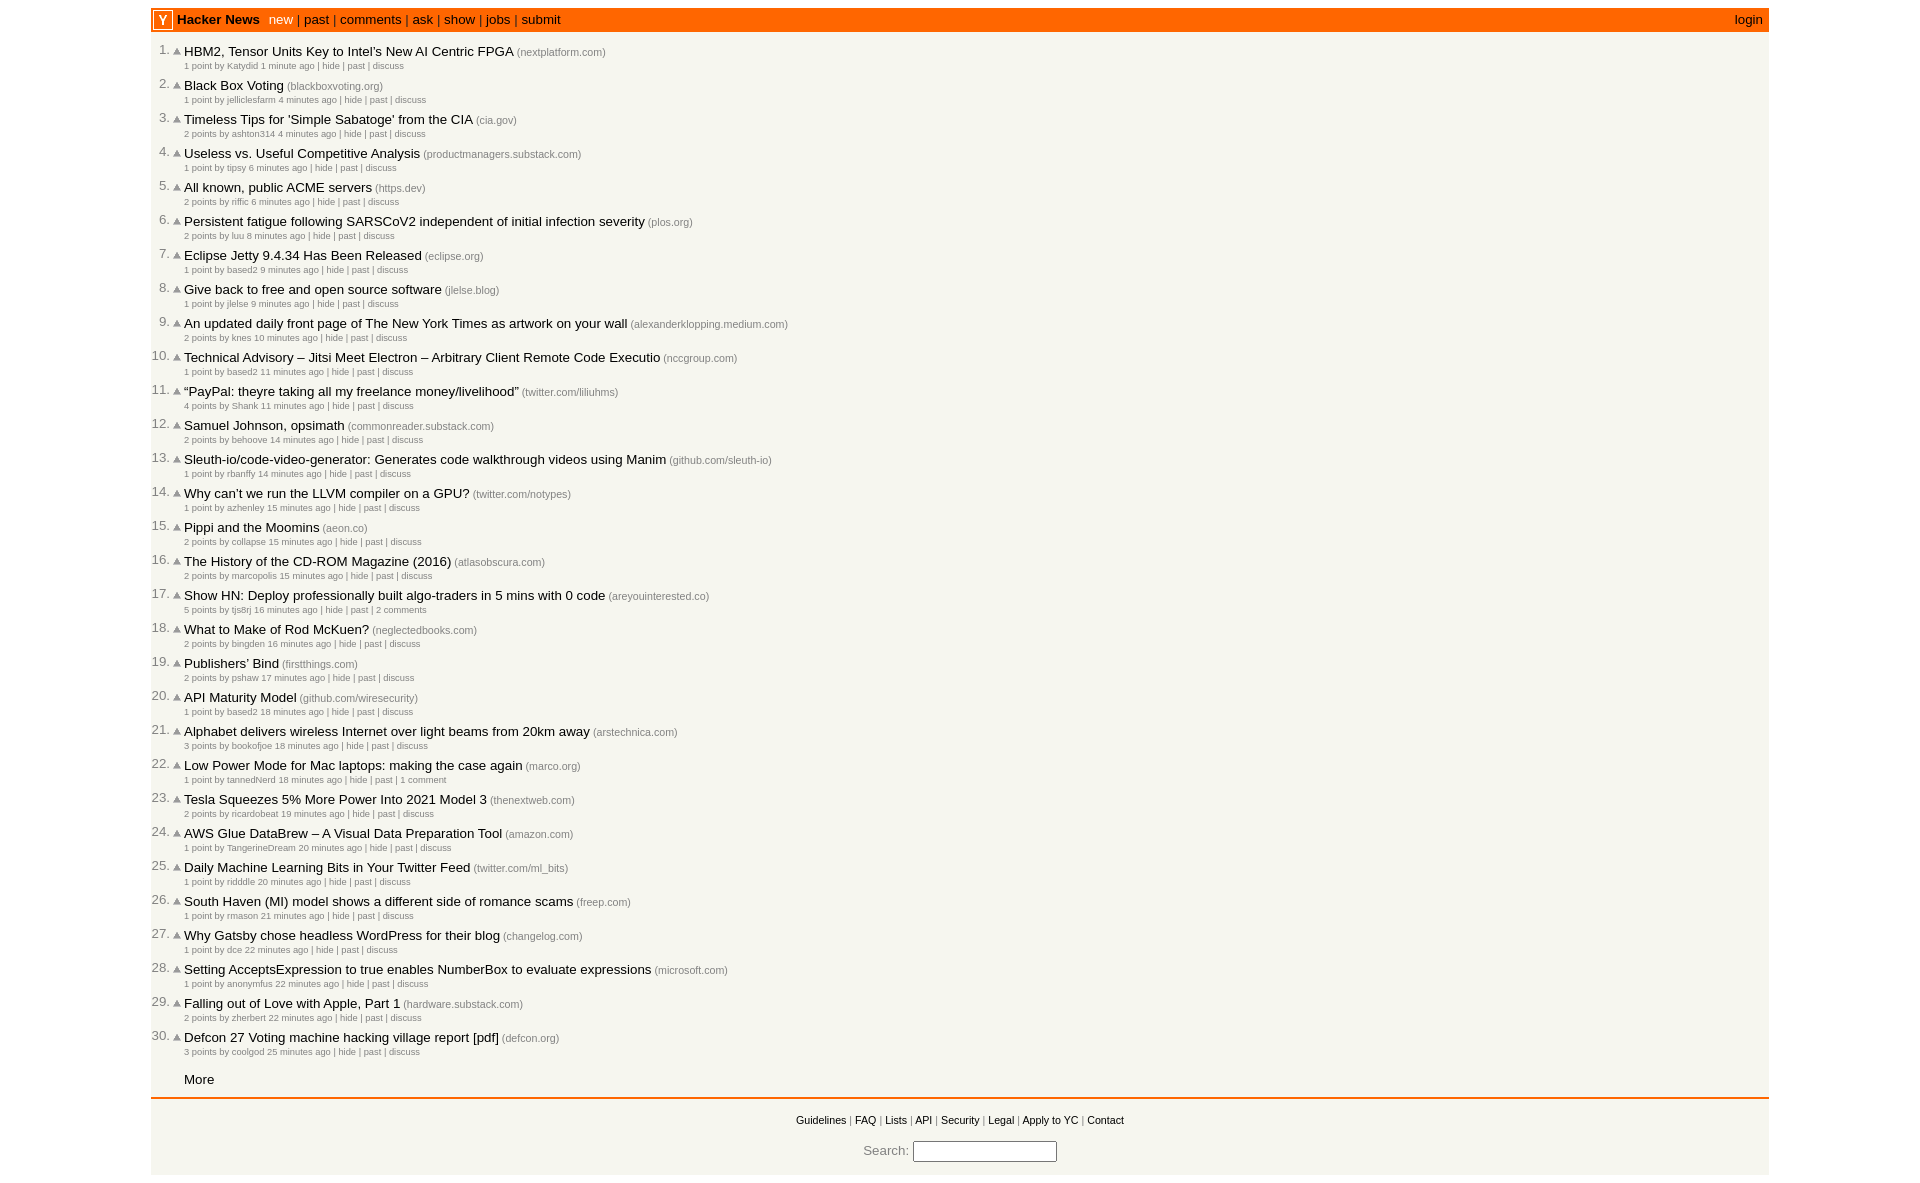 Y Hacker News new | past | comments | ask | show | jobs | submit login
1. HBM2, Tensor Units Key to Intel's New AI Centric FPGA (nextplatform.com)
1 point by Katydid 1 minute ago | hide | past | discuss
2. Black Box Voting (blackboxvoting.org)
1 point by jelliclesfarm 4 minutes ago | hide | past | discuss
3. Timeless Tips for 'Simple Sabatoge' from the CIA (cia.gov)
2 points by ashton314 4 minutes ago | hide | past | discuss
4. Useless vs. Useful Competitive Analysis (productmanagers.substack.com)
1 point by tipsy 6 minutes ago | hide | past | discuss
5. All known, public ACME servers (https.dev)
2 points by riffic 6 minutes ago | hide | past | discuss
6. Persistent fatigue following SARSCoV2 independent of initial infection severity (plos.org)
2 points by luu 8 minutes ago | hide | past | discuss
7. Eclipse Jetty 9.4.34 Has Been Released (eclipse.org)
1 point by based2 9 minutes ago | hide | past | discuss
8. Give back to free and open source software (jlelse.blog)
1 point by jlelse 9 minutes ago | hide | past | discuss
9. An updated daily front page of The New York Times as artwork on your wall (alexanderklopping.medium.com)
2 points by knes 10 minutes ago | hide | past | discuss
10. Technical Advisory – Jitsi Meet Electron – Arbitrary Client Remote Code Executio (nccgroup.com)
1 point by based2 11 minutes ago | hide | past | discuss
11. “PayPal: theyre taking all my freelance money/livelihood” (twitter.com/liliuhms)
4 points by Shank 11 minutes ago | hide | past | discuss
12. Samuel Johnson, opsimath (commonreader.substack.com)
2 points by behoove 14 minutes ago | hide | past | discuss
13. Sleuth-io/code-video-generator: Generates code walkthrough videos using Manim (github.com/sleuth-io)
1 point by rbanffy 14 minutes ago | hide | past | discuss
14. Why can’t we run the LLVM compiler on a GPU? (twitter.com/notypes)
1 point by azhenley 15 minutes ago | hide | past | discuss
15. Pippi and the Moomins (aeon.co)
2 points by collapse 15 minutes ago | hide | past | discuss
16. The History of the CD-ROM Magazine (2016) (atlasobscura.com)
2 points by marcopolis 15 minutes ago | hide | past | discuss
17. Show HN: Deploy professionally built algo-traders in 5 mins with 0 code (areyouinterested.co)
5 points by tjs8rj 16 minutes ago | hide | past | 2 comments
18. What to Make of Rod McKuen? (neglectedbooks.com)
2 points by bingden 16 minutes ago | hide | past | discuss
19. Publishers’ Bind (firstthings.com)
2 points by pshaw 17 minutes ago | hide | past | discuss
20. API Maturity Model (github.com/wiresecurity)
1 point by based2 18 minutes ago | hide | past | discuss
21. Alphabet delivers wireless Internet over light beams from 20km away (arstechnica.com)
3 points by bookofjoe 18 minutes ago | hide | past | discuss
22. Low Power Mode for Mac laptops: making the case again (marco.org)
1 point by tannedNerd 18 minutes ago | hide | past | 1 comment
23. Tesla Squeezes 5% More Power Into 2021 Model 3 (thenextweb.com)
2 points by ricardobeat 19 minutes ago | hide | past | discuss
24. AWS Glue DataBrew – A Visual Data Preparation Tool (amazon.com)
1 point by TangerineDream 20 minutes ago | hide | past | discuss
25. Daily Machine Learning Bits in Your Twitter Feed (twitter.com/ml_bits)
1 point by ridddle 20 minutes ago | hide | past | discuss
26. South Haven (MI) model shows a different side of romance scams (freep.com)
1 point by rmason 21 minutes ago | hide | past | discuss
27. Why Gatsby chose headless WordPress for their blog (changelog.com)
1 point by dce 22 minutes ago | hide | past | discuss
28. Setting AcceptsExpression to true enables NumberBox to evaluate expressions (microsoft.com)
1 point by anonymfus 22 minutes ago | hide | past | discuss
29. Falling out of Love with Apple, Part 1 (hardware.substack.com)
2 points by zherbert 22 minutes ago | hide | past | discuss
30. Defcon 27 Voting machine hacking village report [pdf] (defcon.org)
3 points by coolgod 25 minutes ago | hide | past | discuss
More
Guidelines | FAQ | Lists | API | Security | Legal | Apply to YC | Contact
Search: